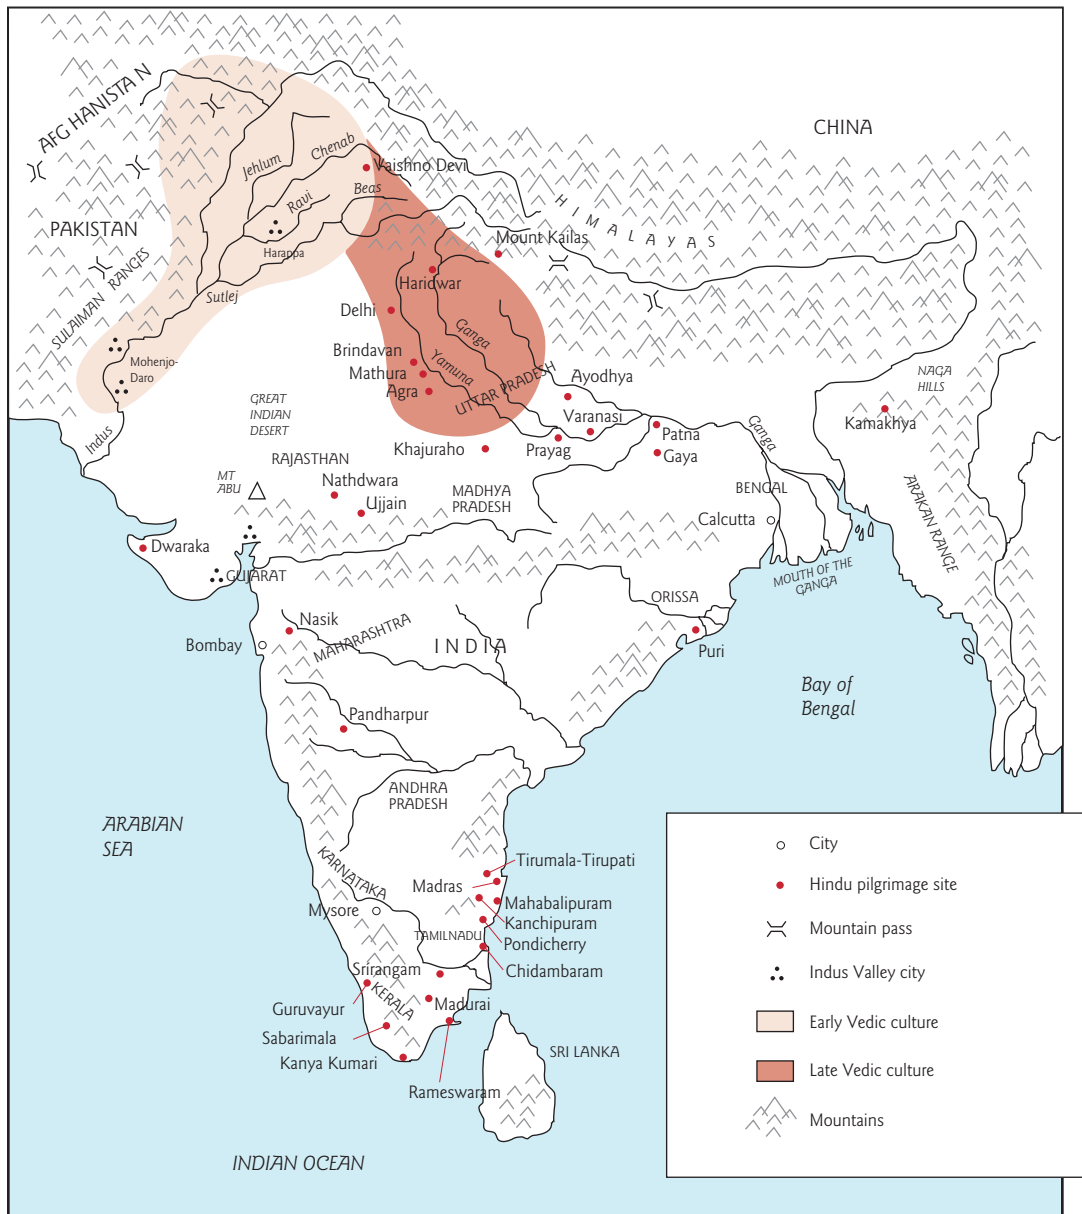 AFG HANISTA N
CHINA
Jehlum
Chenab
Vaishno Devi
Ravi
Beas
PAKISTAN
HIMALAYAS
Mount Kailas
Harappa
Haridwar
SULAIMAN RANGES
Sutlej
Delhi
Ganga
Brindavan
Yamuna
Mohenjo-
Daro
Mathura
Agra
UTTAR PRADESH
Ayodhya
NAGA
HILLS
GREAT
INDIAN
DESERT
Indus
Varanasi
Kamakhya
Khajuraho
Prayag
Patna
Ganga
Gaya
RAJASTHAN
MT
ABU
Nathdwara
Ujjain
MADHYA
PRADESH
BENGAL
ARAKAN RANGE
Calcutta
Dwaraka
GUJARAT
MOUTH OF THE
GANGA
ORISSA
Nasik
MAHARASHTRA
INDIA
Bombay
Puri
Bay of
Bengal
Pandharpur
ANDHRA
PRADESH
ARABIAN
SEA
KARNATAKA
Tirumala-Tirupati
Madras
Mahabalipuram
Mysore
Kanchipuram
TAMILNADU
Pondicherry
Srirangam
Chidambaram
KERALA
Guruvayur
Madurai
Sabarimala
Kanya Kumari
SRI LANKA
Rameswaram
INDIAN OCEAN
City
Hindu pilgrimage site
Mountain pass
Indus Valley city
Early Vedic culture
Late Vedic culture
Mountains